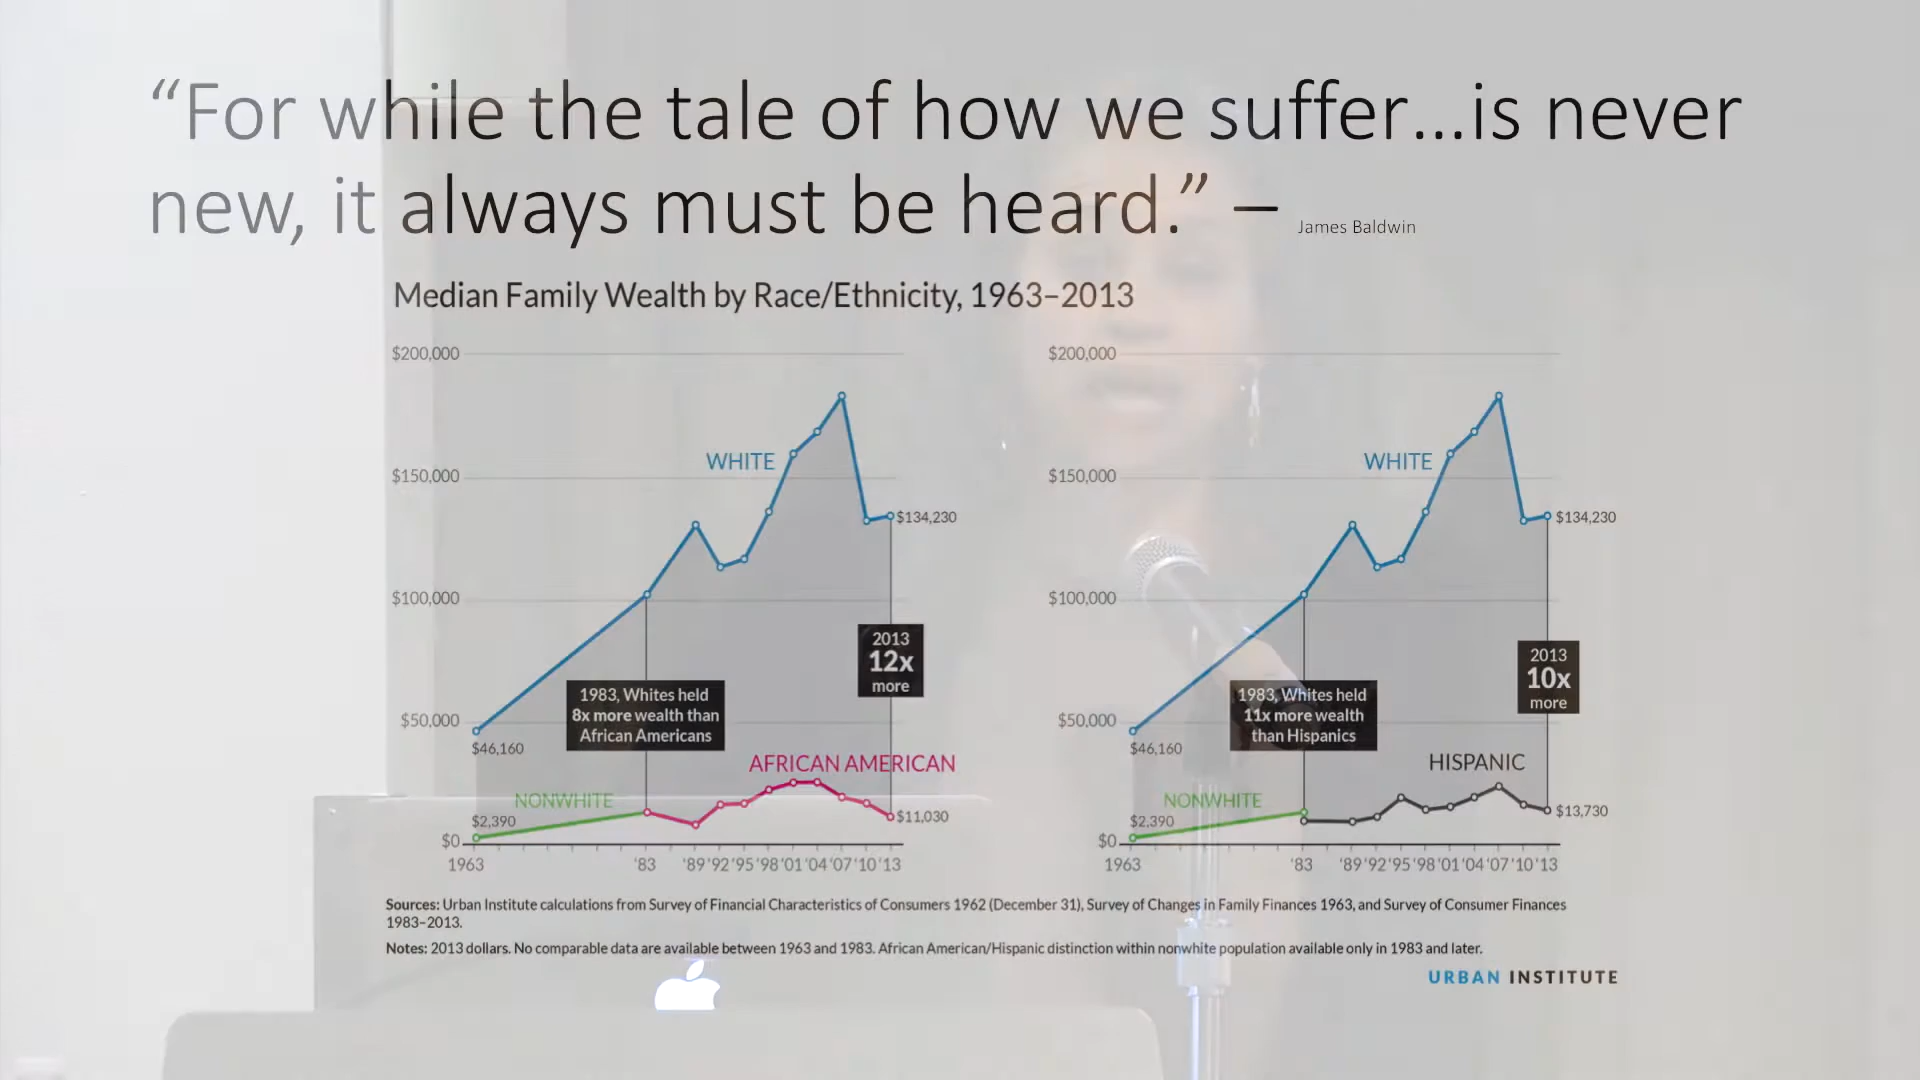 “For while the tale of how we suffer...is never
new, it always must be heard.” – James Baldwin
Median Family Wealth by Race/Ethnicity, 1963–2013
$200,000
$150,000
$100,000
$50,000
$0
WHITE
$134,230
2013
12x
more
1983, Whites held
8x more wealth than
African Americans
$46,160
AFRICAN AMERICAN
NONWHITE
$2,390
$11,030
1963 '83 '89 '92 '95 '98 '01 '04 '07 '10 '13
$200,000
$150,000
$100,000
$50,000
$0
WHITE
$134,230
2013
10x
more
1983, Whites held
11x more wealth
than Hispanics
$46,160
HISPANIC
NONWHITE
$2,390
$13,730
1963 '83 '89 '92 '95 '98 '01 '04 '07 '10 '13
Sources: Urban Institute calculations from Survey of Financial Characteristics of Consumers 1962 (December 31), Survey of Changes in Family Finances 1963, and Survey of Consumer Finances
1983–2013.
Notes: 2013 dollars. No comparable data are available between 1963 and 1983. African American/Hispanic distinction within nonwhite population available only in 1983 and later.
URBAN INSTITUTE